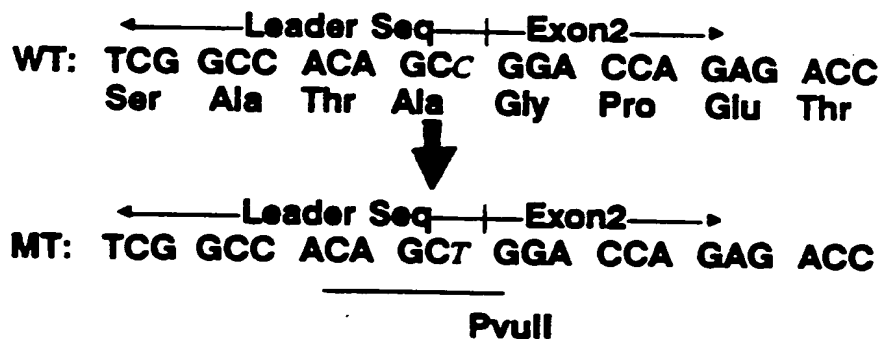 Leader Seq Exon2
WT: TCG GCC ACA GCC GGA CCA GAG ACC
Ser Ala Thr Ala Gly Pro Glu Thr
Leader Seq Exon2
MT: TCG GCC ACA GCT GGA CCA GAG ACC
PvuII